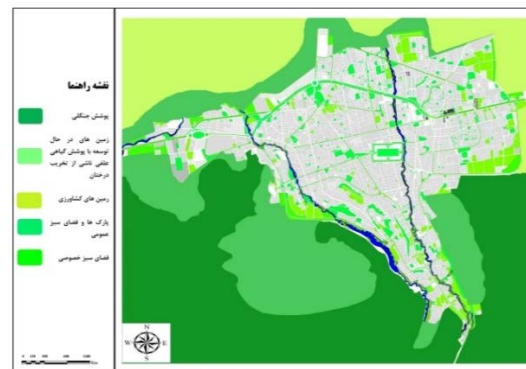 نقشه راهنما
پوشش جنگلی
زمین های در حال
توسعه با پوشش گیاهی
علفی ناشی از تخریب
درختان
زمین های کشاورزی
پارک ها و فضای سبز
عمومی
فضای سبز خصوصی
N
W E
S